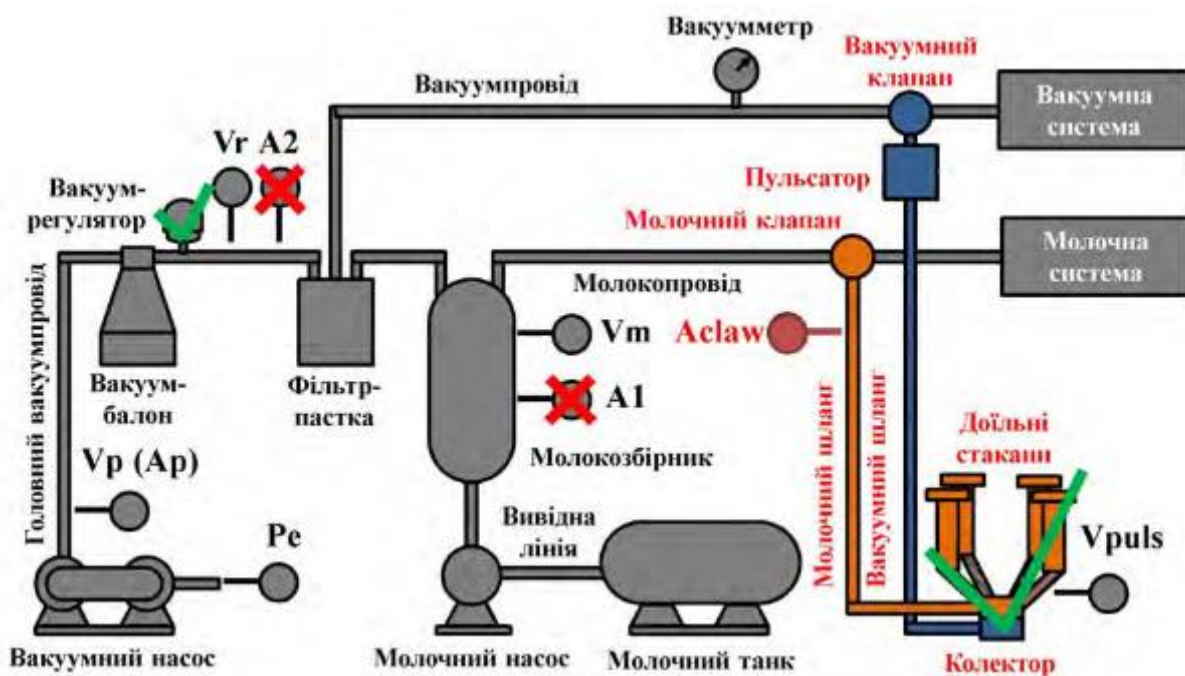 Вакуумметр
Вакуумний
клапан
Вакуумпровід
Вакуумна
система
Vr A2
Вакуум-
регулятор
Пульсатор
Молочний клапан
Молочна
система
Молокопровід
Головний вакуумпровід
Vm
Aclaw
Вакуум-
балон
Фільтр-
пастка
A1
Молочний шланг
Вакуумний шланг
Доїльні
стакани
Молокозбірник
Vp (Ap)
Вивідна
лінія
Pe
Vpuls
Вакуумний насос
Молочний насос
Молочний танк
Колектор